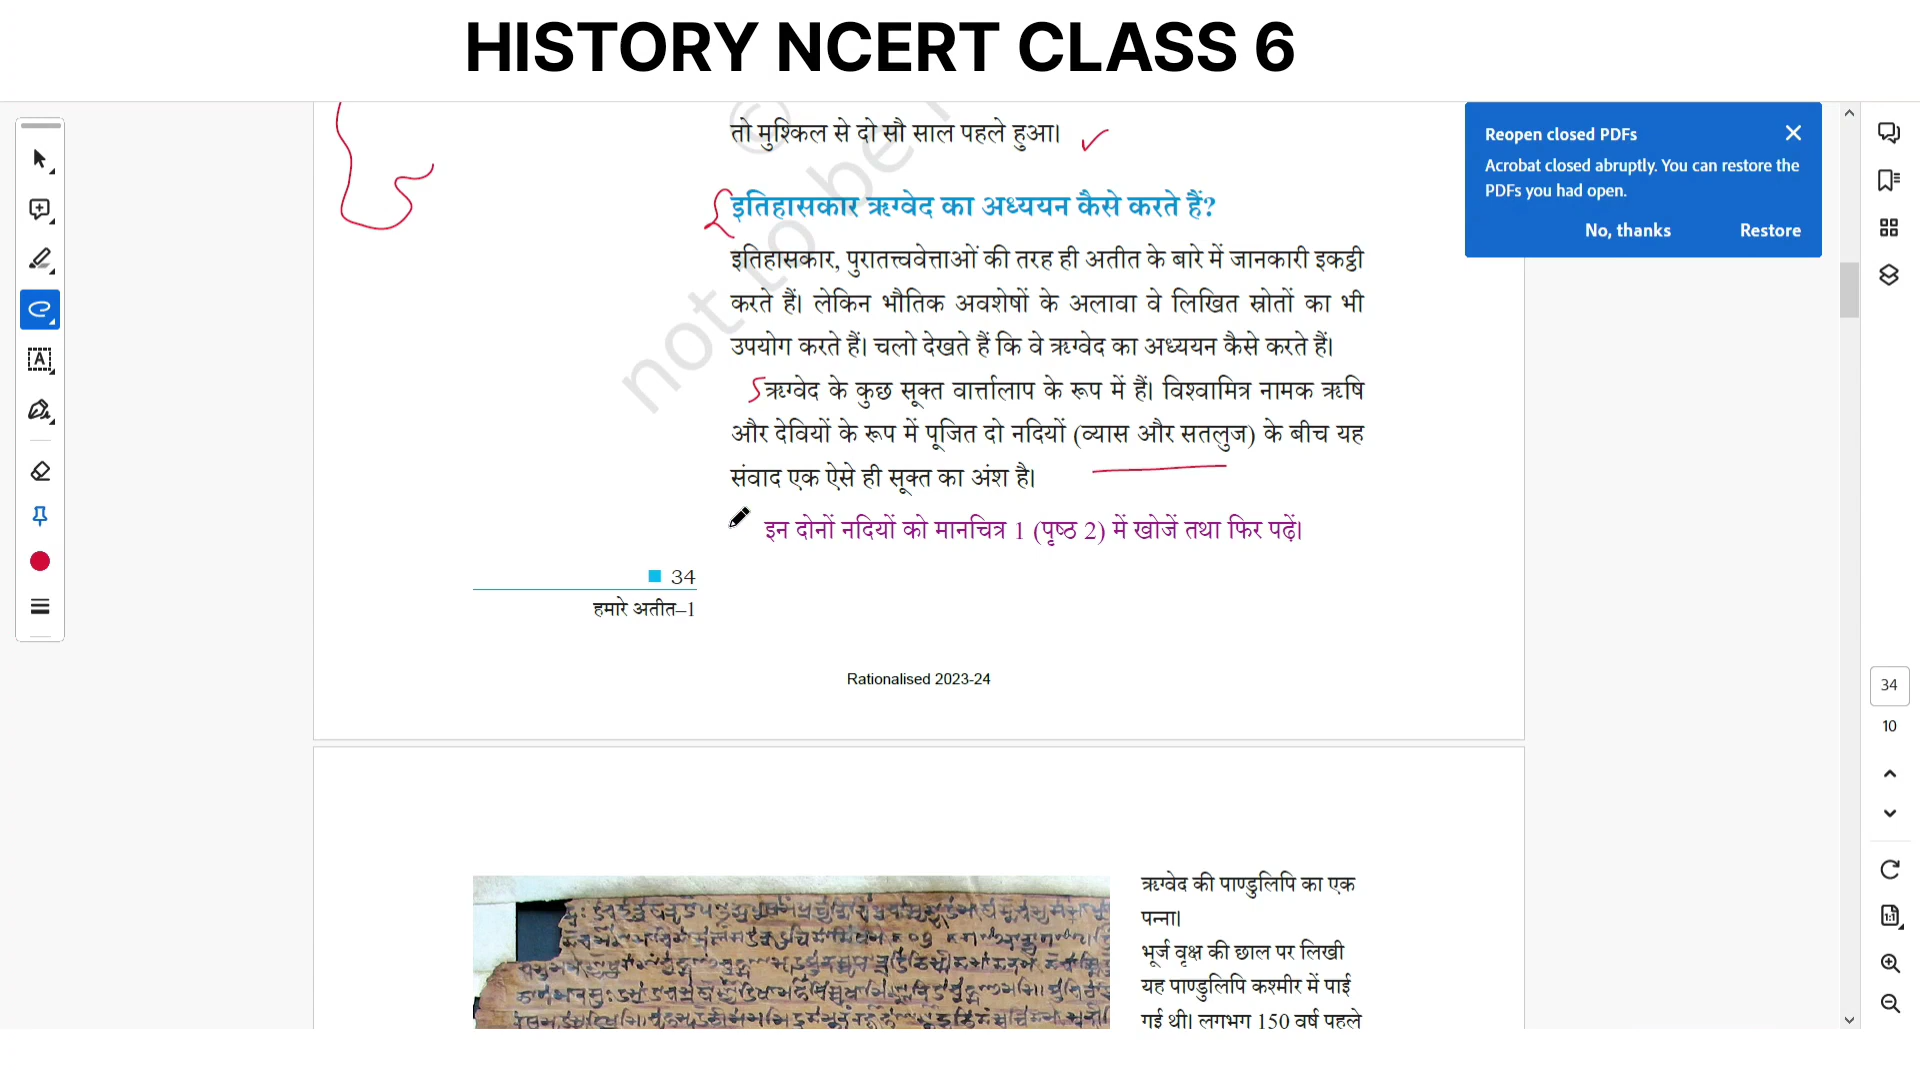 HISTORY NCERT CLASS 6
तो मुश्किल से दो सौ साल पहले हुआ।
इतिहासकार ऋग्वेद का अध्ययन कैसे करते हैं?
इतिहासकार, पुरातत्त्ववेत्ताओं की तरह ही अतीत के बारे में जानकारी इकट्ठी
करते हैं। लेकिन भौतिक अवशेषों के अलावा वे लिखित स्रोतों का भी
उपयोग करते हैं। चलो देखते हैं कि वे ऋग्वेद का अध्ययन कैसे करते हैं।
ऋग्वेद के कुछ सूक्त वार्त्तालाप के रूप में हैं। विश्वामित्र नामक ऋषि
और देवियों के रूप में पूजित दो नदियों (व्यास और सतलुज) के बीच यह
संवाद एक ऐसे ही सूक्त का अंश है।
इन दोनों नदियों को मानचित्र 1 (पृष्ठ 2) में खोजें तथा फिर पढ़ें।
34
हमारे अतीत–1
Rationalised 2023-24
ऋग्वेद की पाण्डुलिपि का एक
पन्ना।
भूर्ज वृक्ष की छाल पर लिखी
यह पाण्डुलिपि कश्मीर में पाई
गई थी। लगभग 150 वर्ष पहले
© not to be
Reopen closed PDFs
Acrobat closed abruptly. You can restore the
PDFs you had open.
No, thanks Restore
34
10